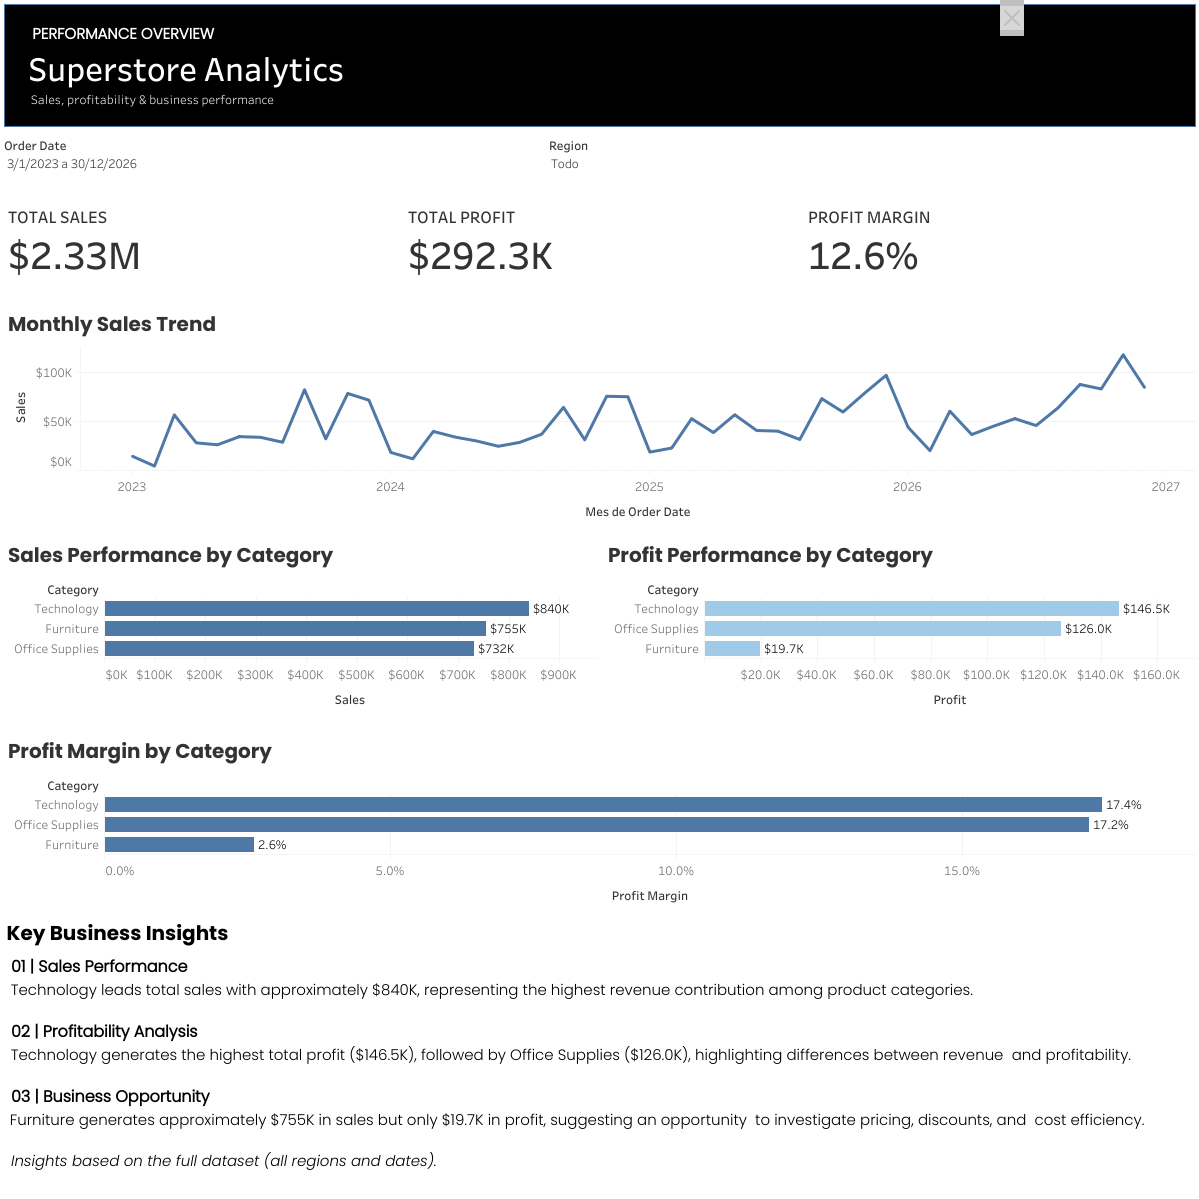 PERFORMANCE OVERVIEW
Superstore Analytics
Sales, profitability & business performance
Order Date
3/1/2023 a 30/12/2026
Region
Todo
TOTAL SALES
$2.33M
TOTAL PROFIT
$292.3K
PROFIT MARGIN
12.6%
Monthly Sales Trend
Sales
$100K
$50K
$0K
2023 2024 2025 2026 2027
Mes de Order Date
Sales Performance by Category
Category
Technology $840K
Furniture $755K
Office Supplies $732K
$0K $100K $200K $300K $400K $500K $600K $700K $800K $900K
Sales
Profit Performance by Category
Category
Technology $146.5K
Office Supplies $126.0K
Furniture $19.7K
$20.0K $40.0K $60.0K $80.0K $100.0K $120.0K $140.0K $160.0K
Profit
Profit Margin by Category
Category
Technology 17.4%
Office Supplies 17.2%
Furniture 2.6%
0.0% 5.0% 10.0% 15.0%
Profit Margin
Key Business Insights
01 | Sales Performance
Technology leads total sales with approximately $840K, representing the highest revenue contribution among product categories.
02 | Profitability Analysis
Technology generates the highest total profit ($146.5K), followed by Office Supplies ($126.0K), highlighting differences between revenue and profitability.
03 | Business Opportunity
Furniture generates approximately $755K in sales but only $19.7K in profit, suggesting an opportunity to investigate pricing, discounts, and cost efficiency.
Insights based on the full dataset (all regions and dates).